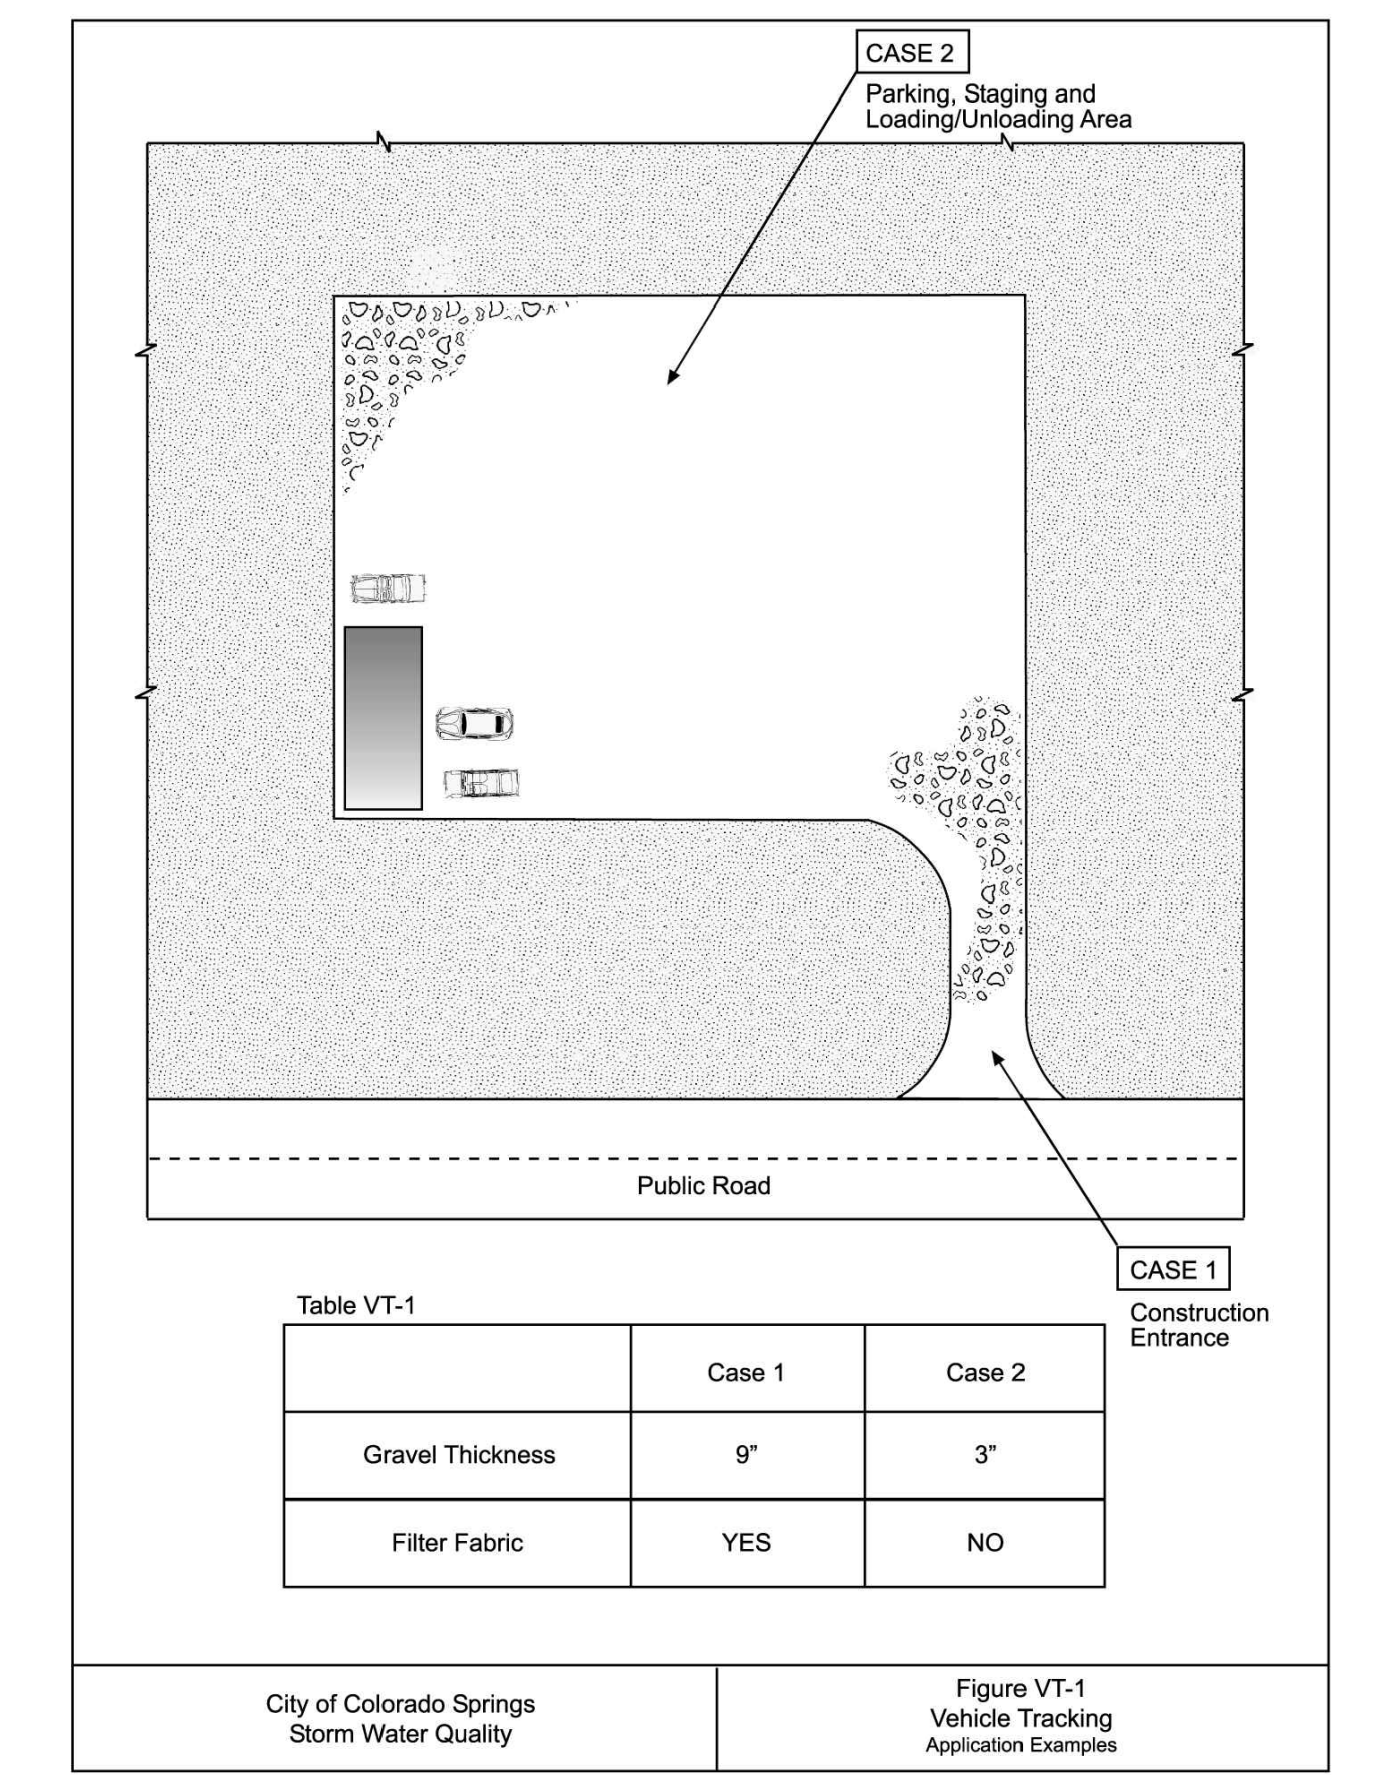 CASE 2
Parking, Staging and
Loading/Unloading Area
Public Road
CASE 1
Construction
Entrance
Table VT-1
Case 1 Case 2
Gravel Thickness 9” 3”
Filter Fabric YES NO
City of Colorado Springs
Storm Water Quality
Figure VT-1
Vehicle Tracking
Application Examples